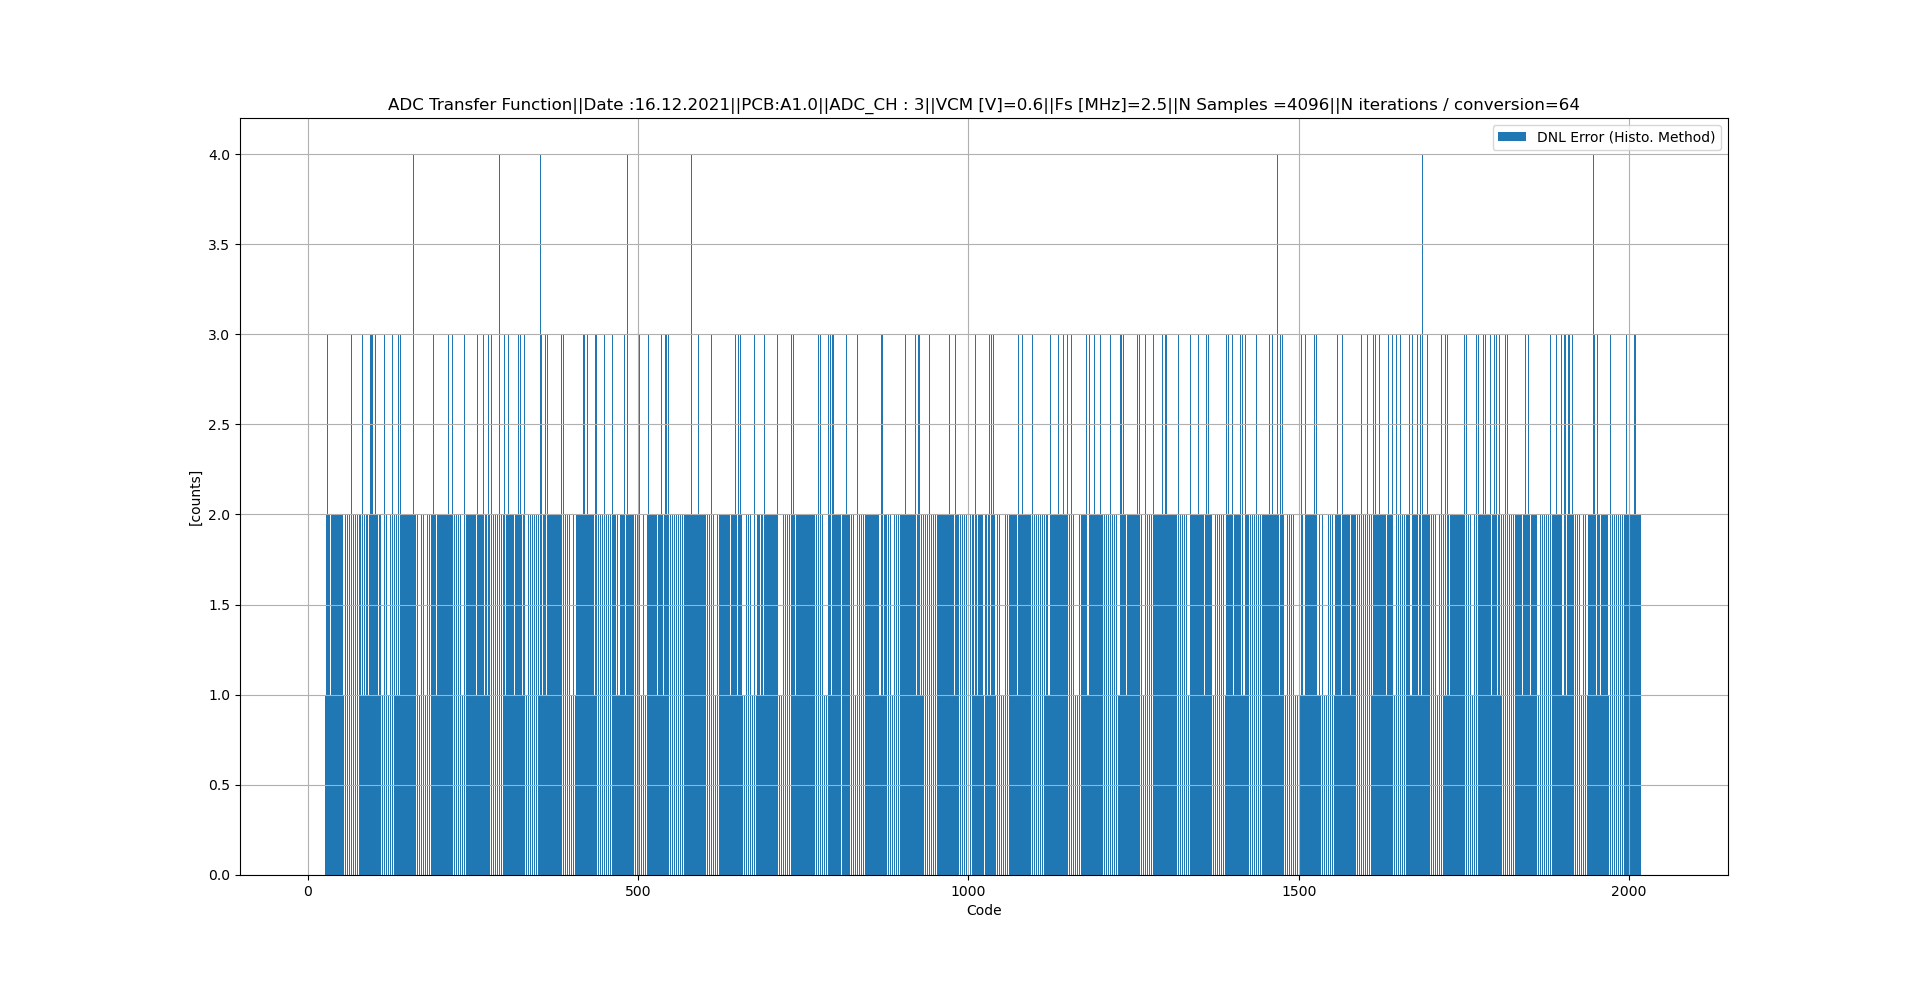 ADC Transfer Function||Date :16.12.2021||PCB:A1.0||ADC_CH : 3||VCM [V]=0.6||Fs [MHz]=2.5||N Samples =4096||N iterations / conversion=64
DNL Error (Histo. Method)
4.0
3.5
3.0
2.5
2.0
1.5
1.0
0.5
0.0
[counts]
0 500 1000 1500 2000
Code